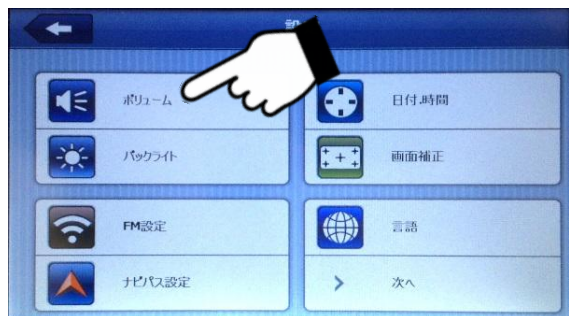 ボリューム
バックライト
日付.時間
画面補正
FM設定
ナビパス設定
言語
次へ